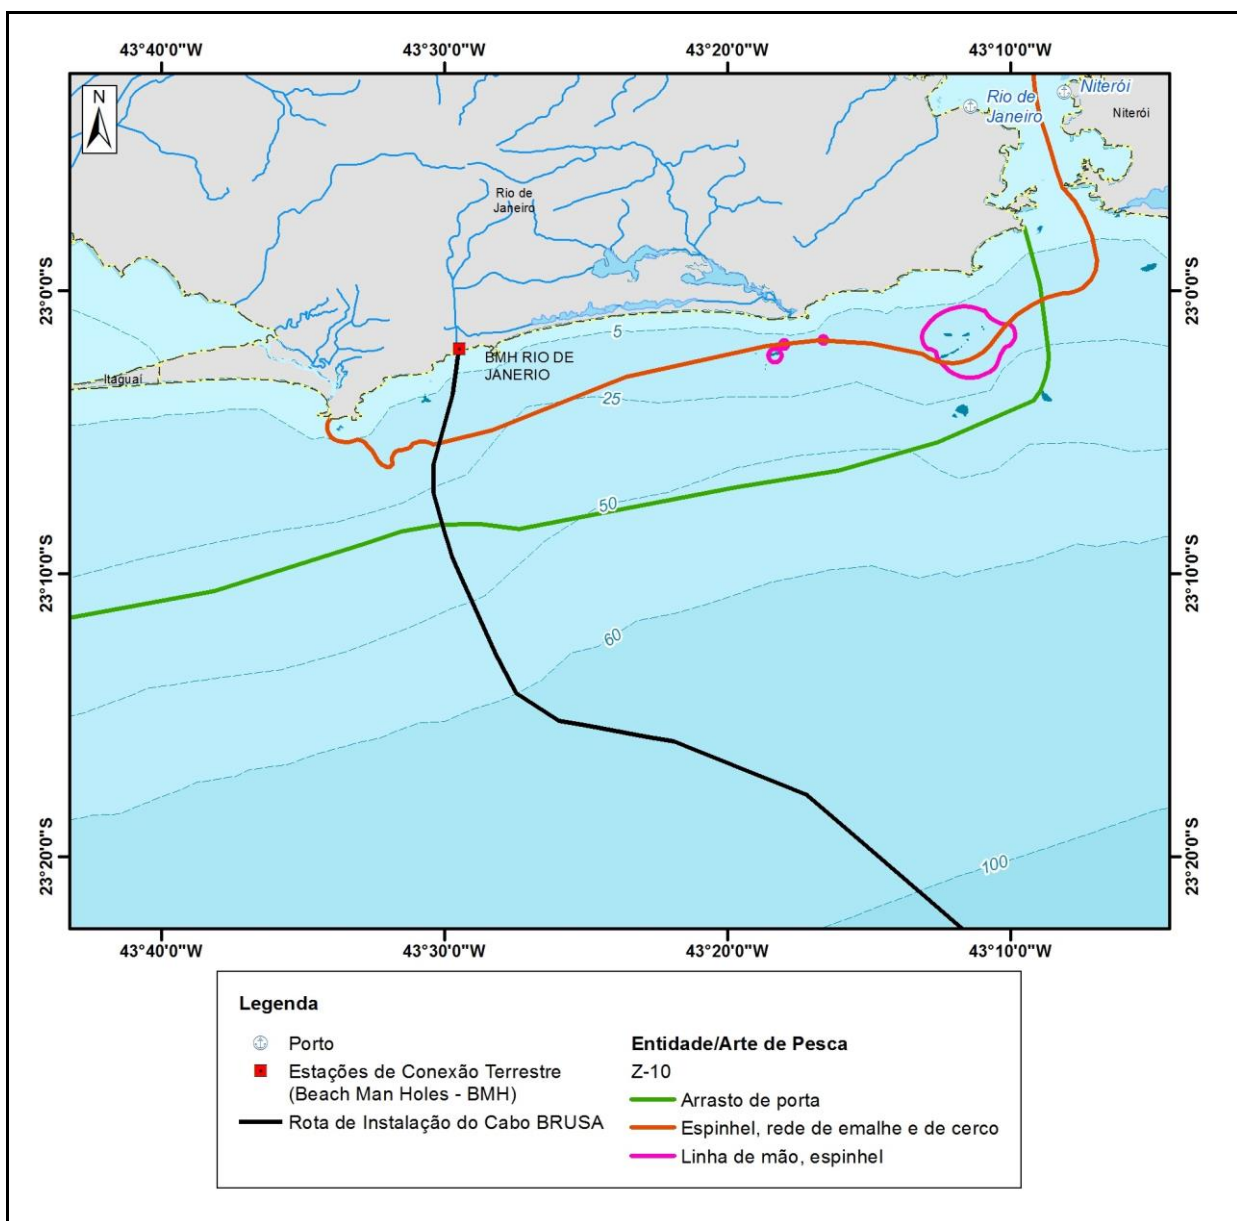 43°40'0"W
43°30'0"W
43°20'0"W
43°10'0"W
N
Niterói
Rio de
Janeiro
Niterói
Rio de
Janeiro
23°0'0"S
23°0'0"S
5
BMH RIO DE
JANERIO
Itaguaí
25
50
23°10'0"S
23°10'0"S
60
23°20'0"S
23°20'0"S
100
43°40'0"W
43°30'0"W
43°20'0"W
43°10'0"W
Legenda
Porto
Estações de Conexão Terrestre
(Beach Man Holes - BMH)
Rota de Instalação do Cabo BRUSA
Entidade/Arte de Pesca
Z-10
Arrasto de porta
Espinhel, rede de emalhe e de cerco
Linha de mão, espinhel